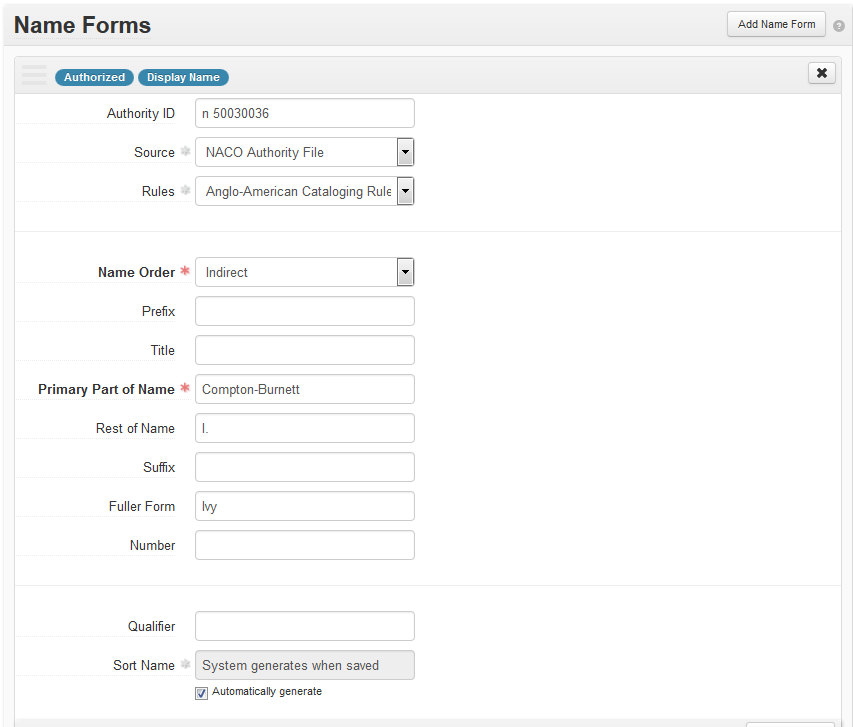 Name Forms
Add Name Form
Authorized Display Name
Authority ID n 50030036
Source NACO Authority File
Rules Anglo-American Cataloging Rule
Name Order * Indirect
Prefix
Title
Primary Part of Name * Compton-Burnett
Rest of Name I.
Suffix
Fuller Form Ivy
Number
Qualifier
Sort Name System generates when saved
Automatically generate